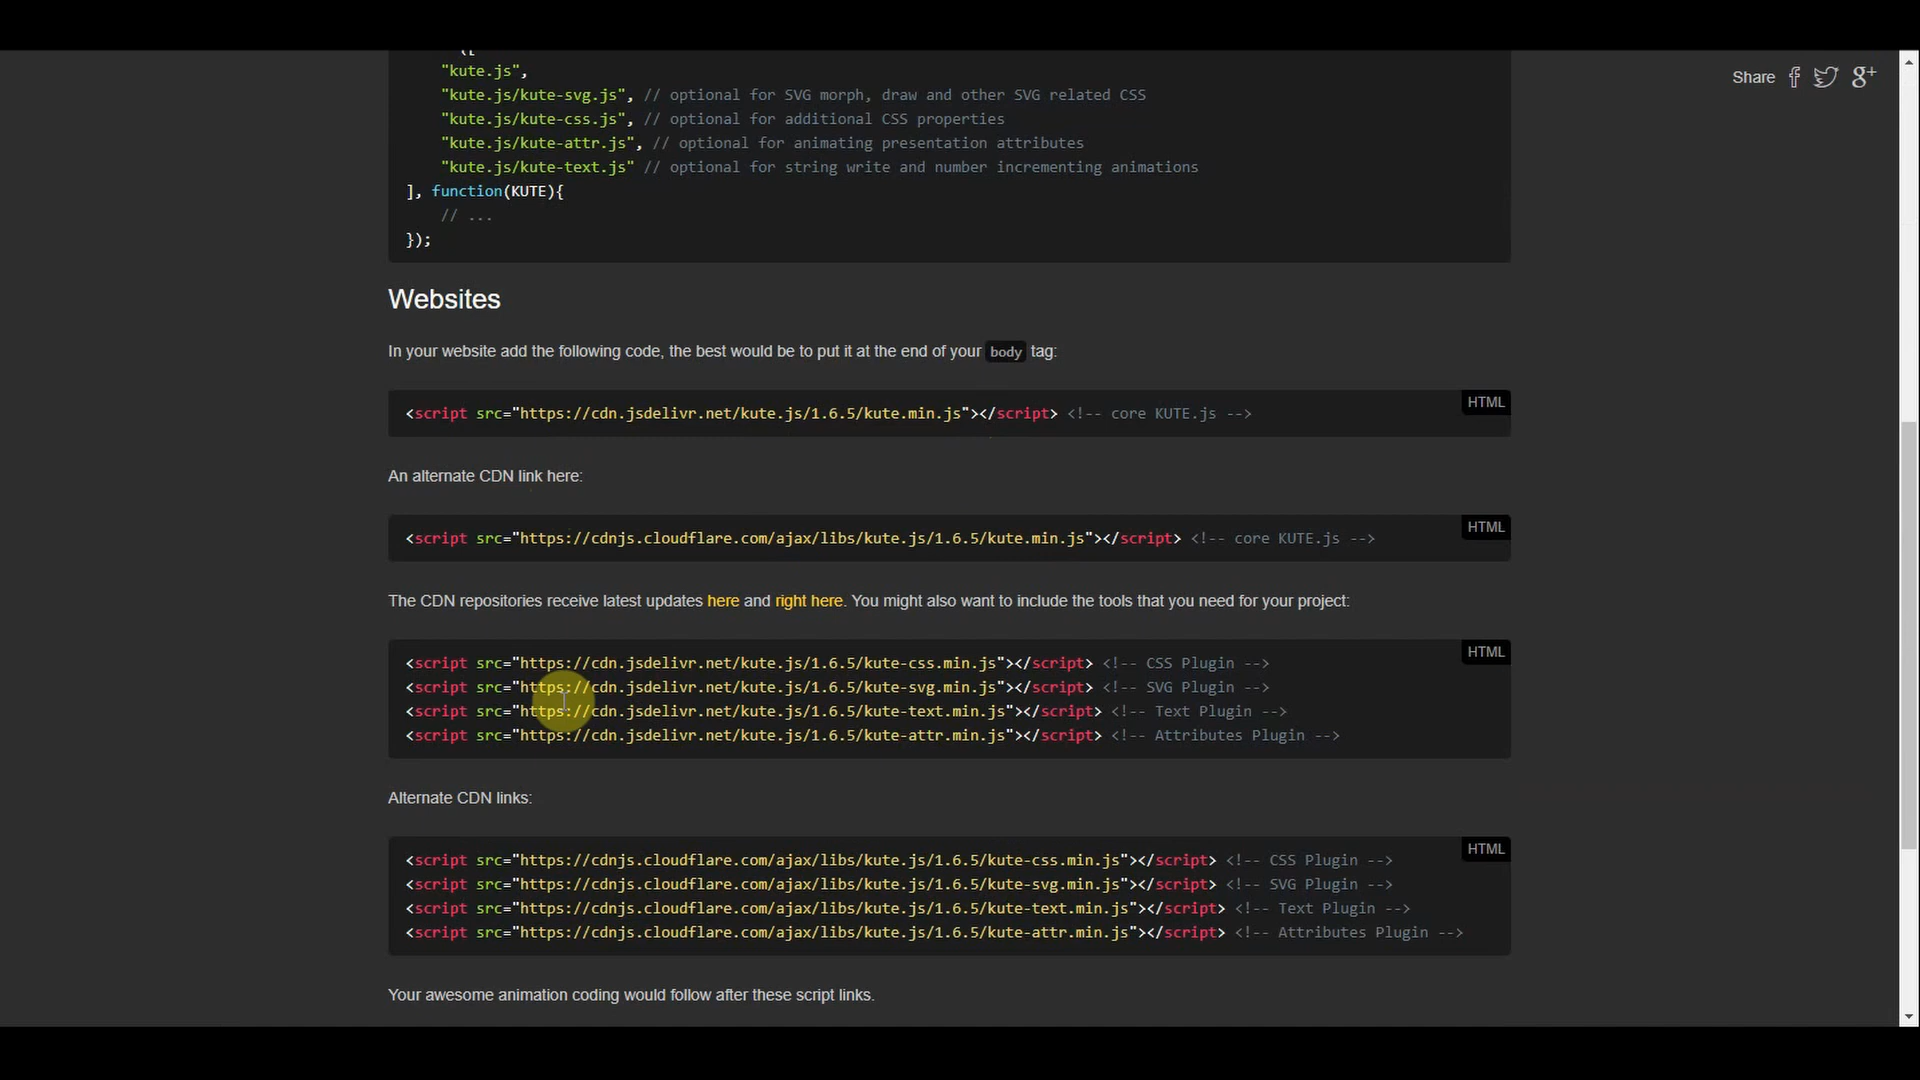 ([
"kute.js",
"kute.js/kute-svg.js", // optional for SVG morph, draw and other SVG related CSS
"kute.js/kute-css.js", // optional for additional CSS properties
"kute.js/kute-attr.js", // optional for animating presentation attributes
"kute.js/kute-text.js" // optional for string write and number incrementing animations
], function(KUTE){
// ...
});
Share f g+
Websites
In your website add the following code, the best would be to put it at the end of your body tag:
HTML
<script src="https://cdn.jsdelivr.net/kute.js/1.6.5/kute.min.js"></script> <!-- core KUTE.js -->
An alternate CDN link here:
HTML
<script src="https://cdnjs.cloudflare.com/ajax/libs/kute.js/1.6.5/kute.min.js"></script> <!-- core KUTE.js -->
The CDN repositories receive latest updates here and right here. You might also want to include the tools that you need for your project:
HTML
<script src="https://cdn.jsdelivr.net/kute.js/1.6.5/kute-css.min.js"></script> <!-- CSS Plugin -->
<script src="https://cdn.jsdelivr.net/kute.js/1.6.5/kute-svg.min.js"></script> <!-- SVG Plugin -->
<script src="https://cdn.jsdelivr.net/kute.js/1.6.5/kute-text.min.js"></script> <!-- Text Plugin -->
<script src="https://cdn.jsdelivr.net/kute.js/1.6.5/kute-attr.min.js"></script> <!-- Attributes Plugin -->
Alternate CDN links:
HTML
<script src="https://cdnjs.cloudflare.com/ajax/libs/kute.js/1.6.5/kute-css.min.js"></script> <!-- CSS Plugin -->
<script src="https://cdnjs.cloudflare.com/ajax/libs/kute.js/1.6.5/kute-svg.min.js"></script> <!-- SVG Plugin -->
<script src="https://cdnjs.cloudflare.com/ajax/libs/kute.js/1.6.5/kute-text.min.js"></script> <!-- Text Plugin -->
<script src="https://cdnjs.cloudflare.com/ajax/libs/kute.js/1.6.5/kute-attr.min.js"></script> <!-- Attributes Plugin -->
Your awesome animation coding would follow after these script links.